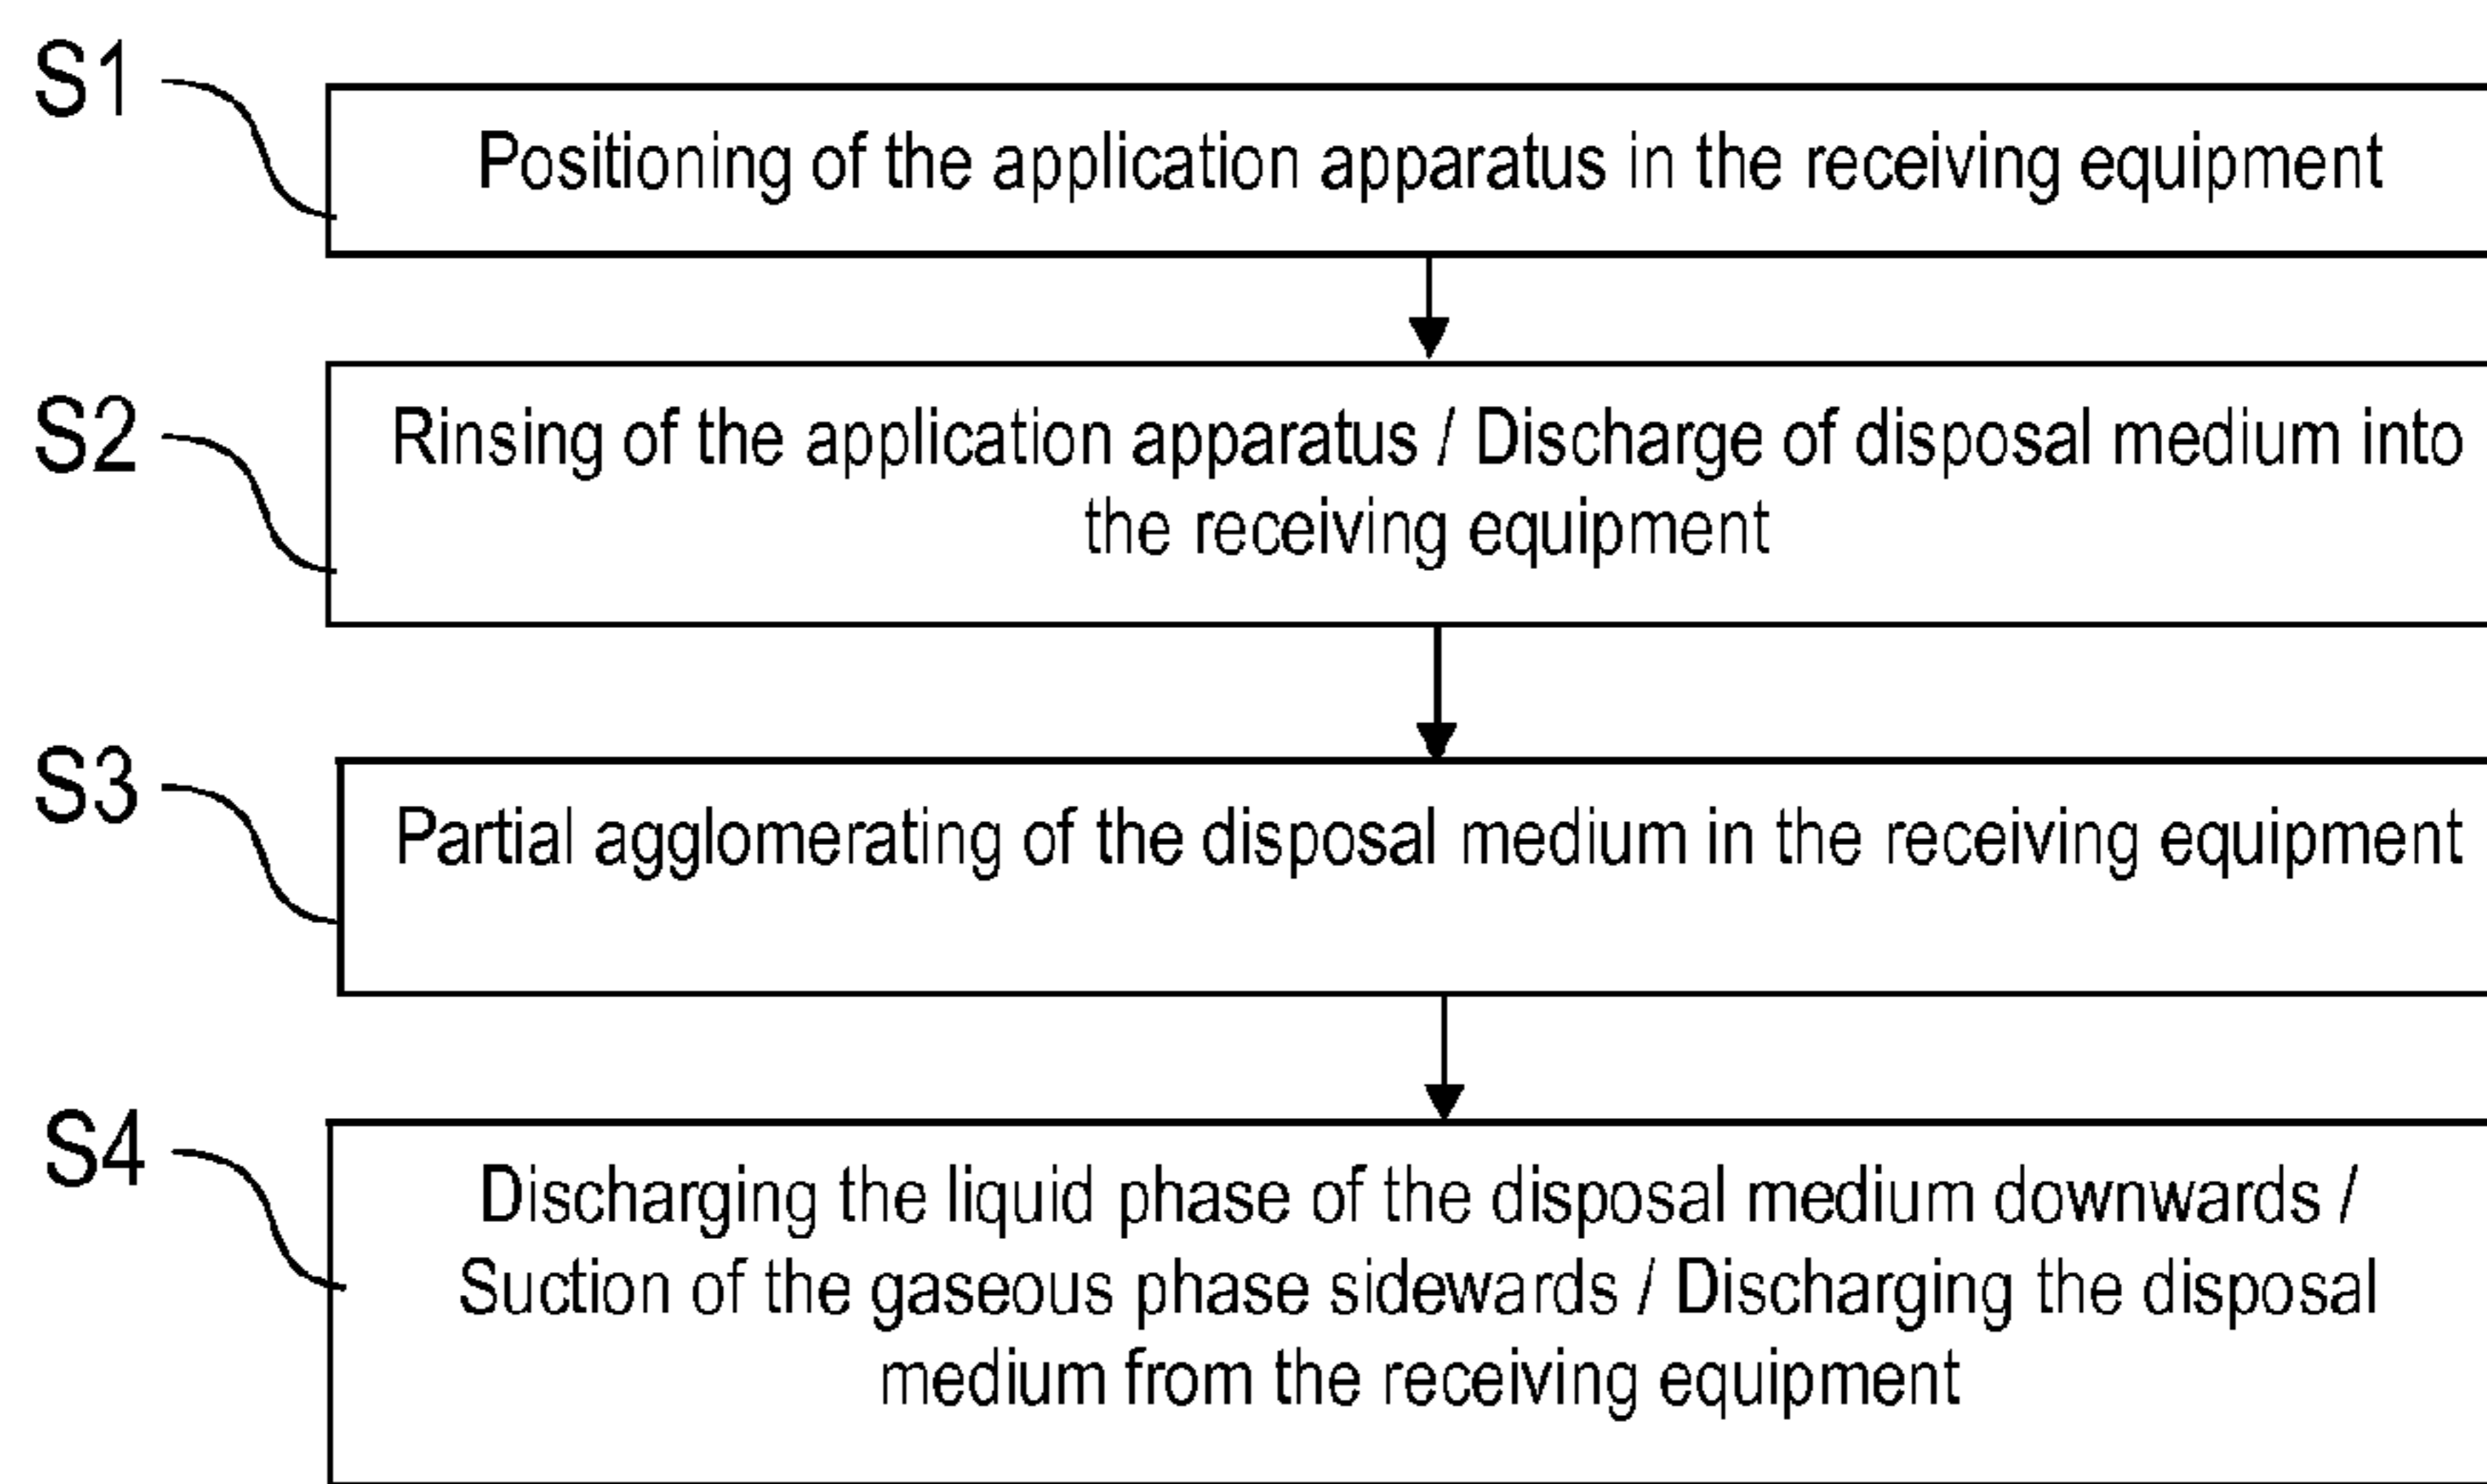 S1
Positioning of the application apparatus in the receiving equipment
S2
Rinsing of the application apparatus / Discharge of disposal medium into
the receiving equipment
S3
Partial agglomerating of the disposal medium in the receiving equipment
S4
Discharging the liquid phase of the disposal medium downwards /
Suction of the gaseous phase sidewards / Discharging the disposal
medium from the receiving equipment